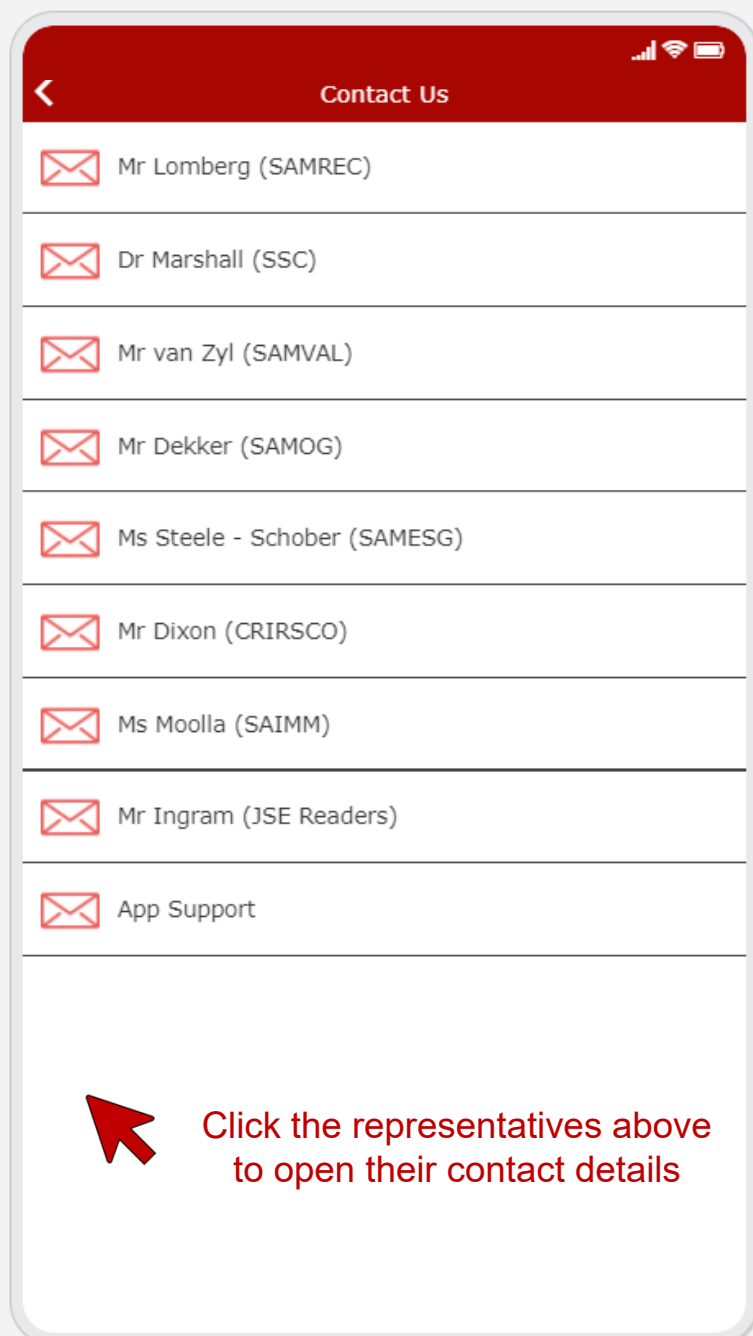 Contact Us
Mr Lomberg (SAMREC)
Dr Marshall (SSC)
Mr van Zyl (SAMVAL)
Mr Dekker (SAMOG)
Ms Steele - Schober (SAMESG)
Mr Dixon (CRIRSCO)
Ms Moolla (SAIMM)
Mr Ingram (JSE Readers)
App Support
Click the representatives above
to open their contact details